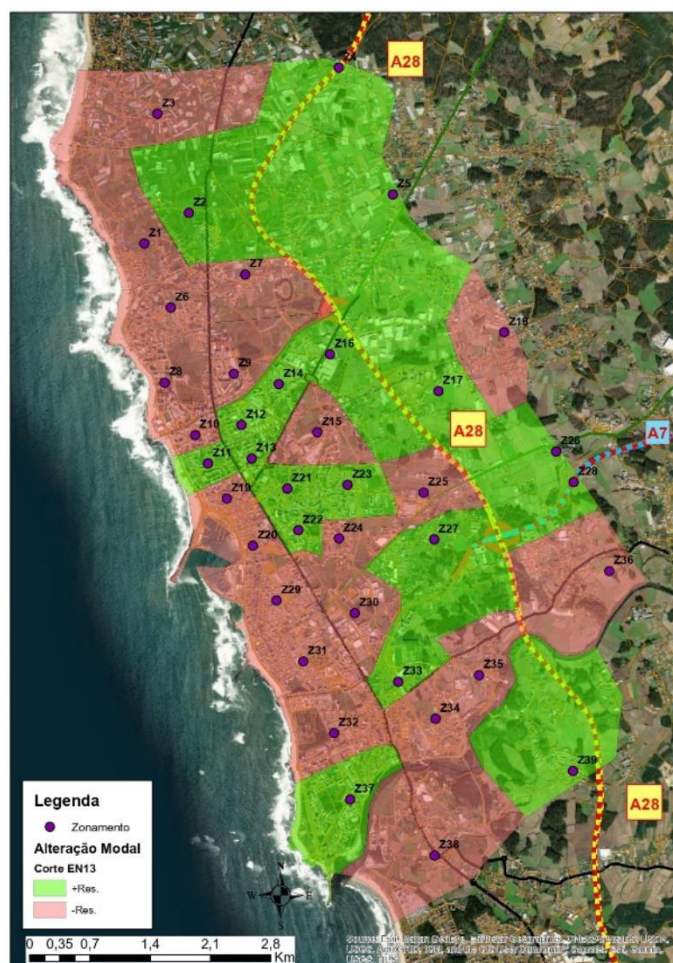 A28
Z3
Z5
Z2
Z1
Z7
Z6
Z18
Z16
Z8
Z9
Z14
Z17
Z12
Z15
A28
Z10
Z26
A7
Z11
Z13
Z28
Z21
Z23
Z25
Z19
Z22
Z24
Z27
Z20
Z36
Z29
Z30
Z31
Z33
Z35
Z34
Z32
Z39
Z37
A28
Z38
Legenda
Zonamento
Alteração Modal
Corte EN13
+Res.
-Res.
N
W E
S
0 0,35 0,7 1,4 2,1 2,8
Km